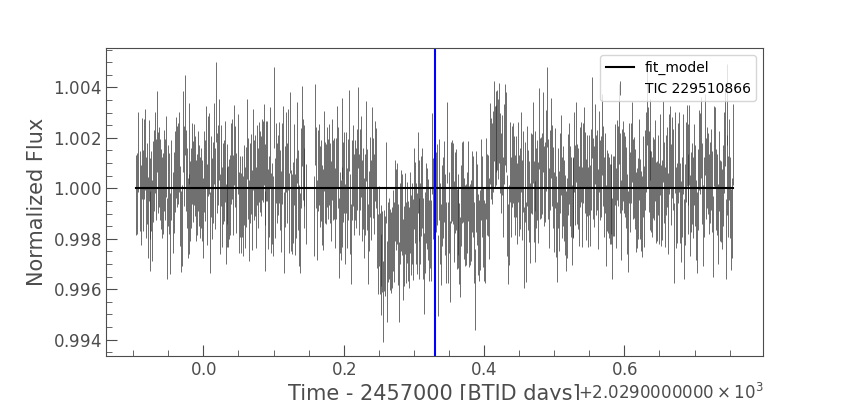 fit_model
TIC 229510866
Normalized Flux
1.004
1.002
1.000
0.998
0.996
0.994
0.0 0.2 0.4 0.6
Time - 2457000 [BTJD days]
+2.0290000000 × 10³